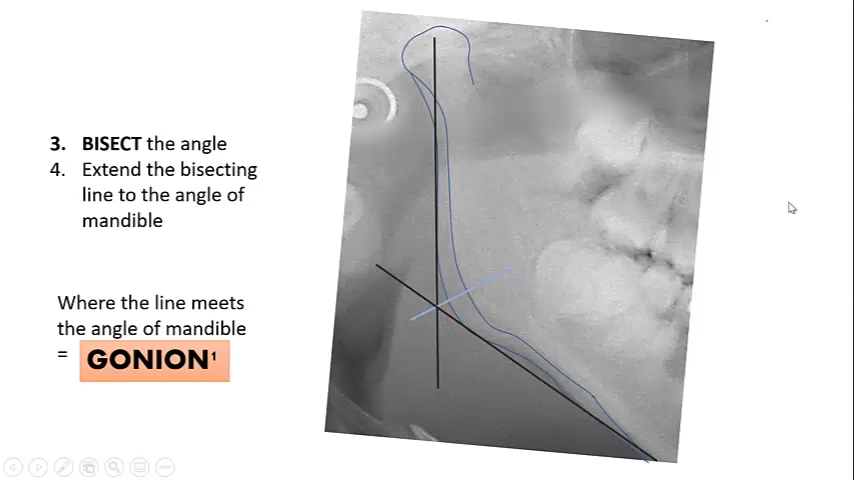 3. BISECT the angle
4. Extend the bisecting
line to the angle of
mandible
Where the line meets
the angle of mandible
= GONION¹